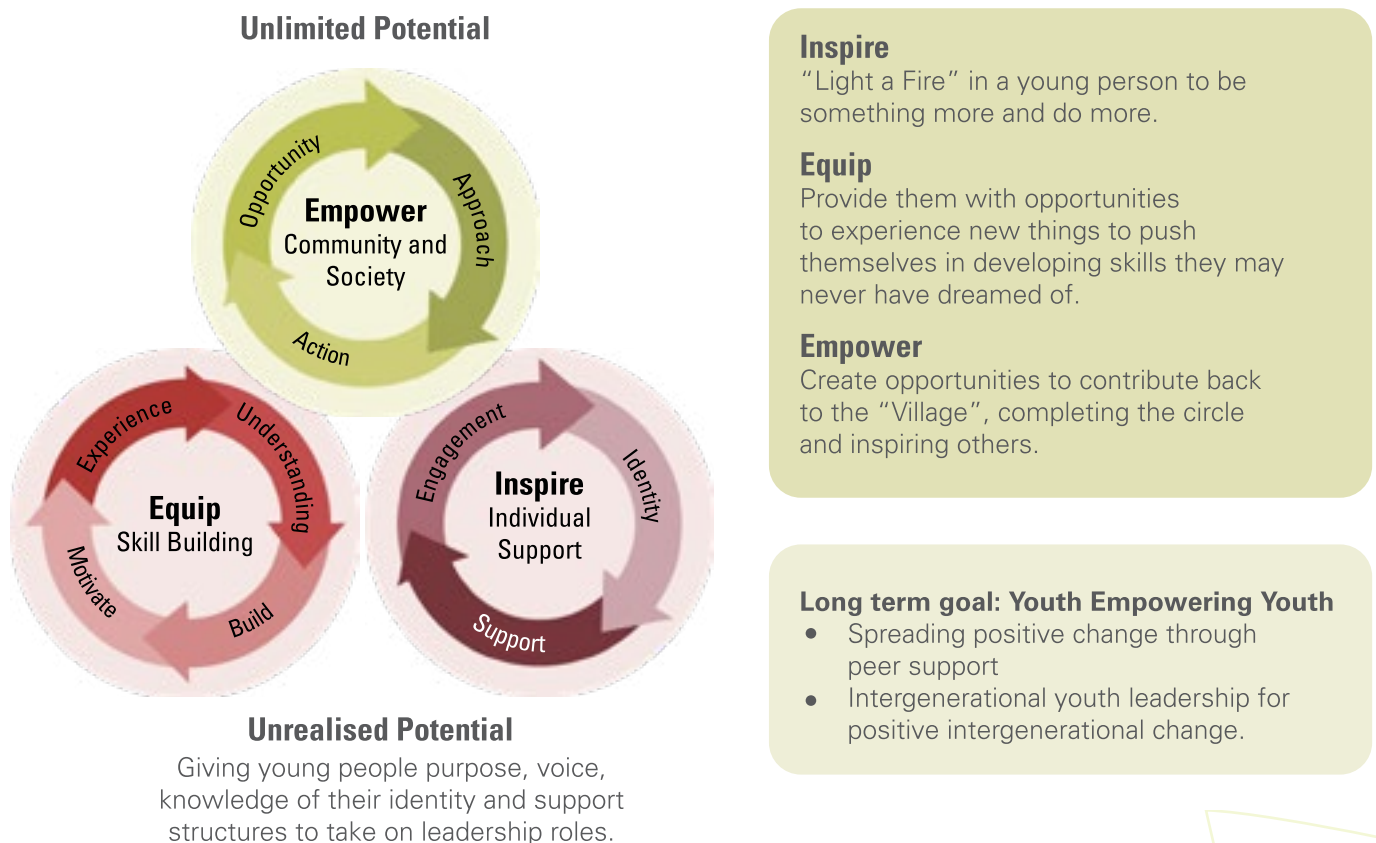 Unlimited Potential
Opportunity
Approach
Action
Empower
Community and
Society
Experience
Understanding
Build
Motivate
Equip
Skill Building
Engagement
Identity
Support
Inspire
Individual
Support
Unrealised Potential
Giving young people purpose, voice,
knowledge of their identity and support
structures to take on leadership roles.
Inspire
“Light a Fire” in a young person to be
something more and do more.
Equip
Provide them with opportunities
to experience new things to push
themselves in developing skills they may
never have dreamed of.
Empower
Create opportunities to contribute back
to the “Village”, completing the circle
and inspiring others.
Long term goal: Youth Empowering Youth
● Spreading positive change through
peer support
● Intergenerational youth leadership for
positive intergenerational change.